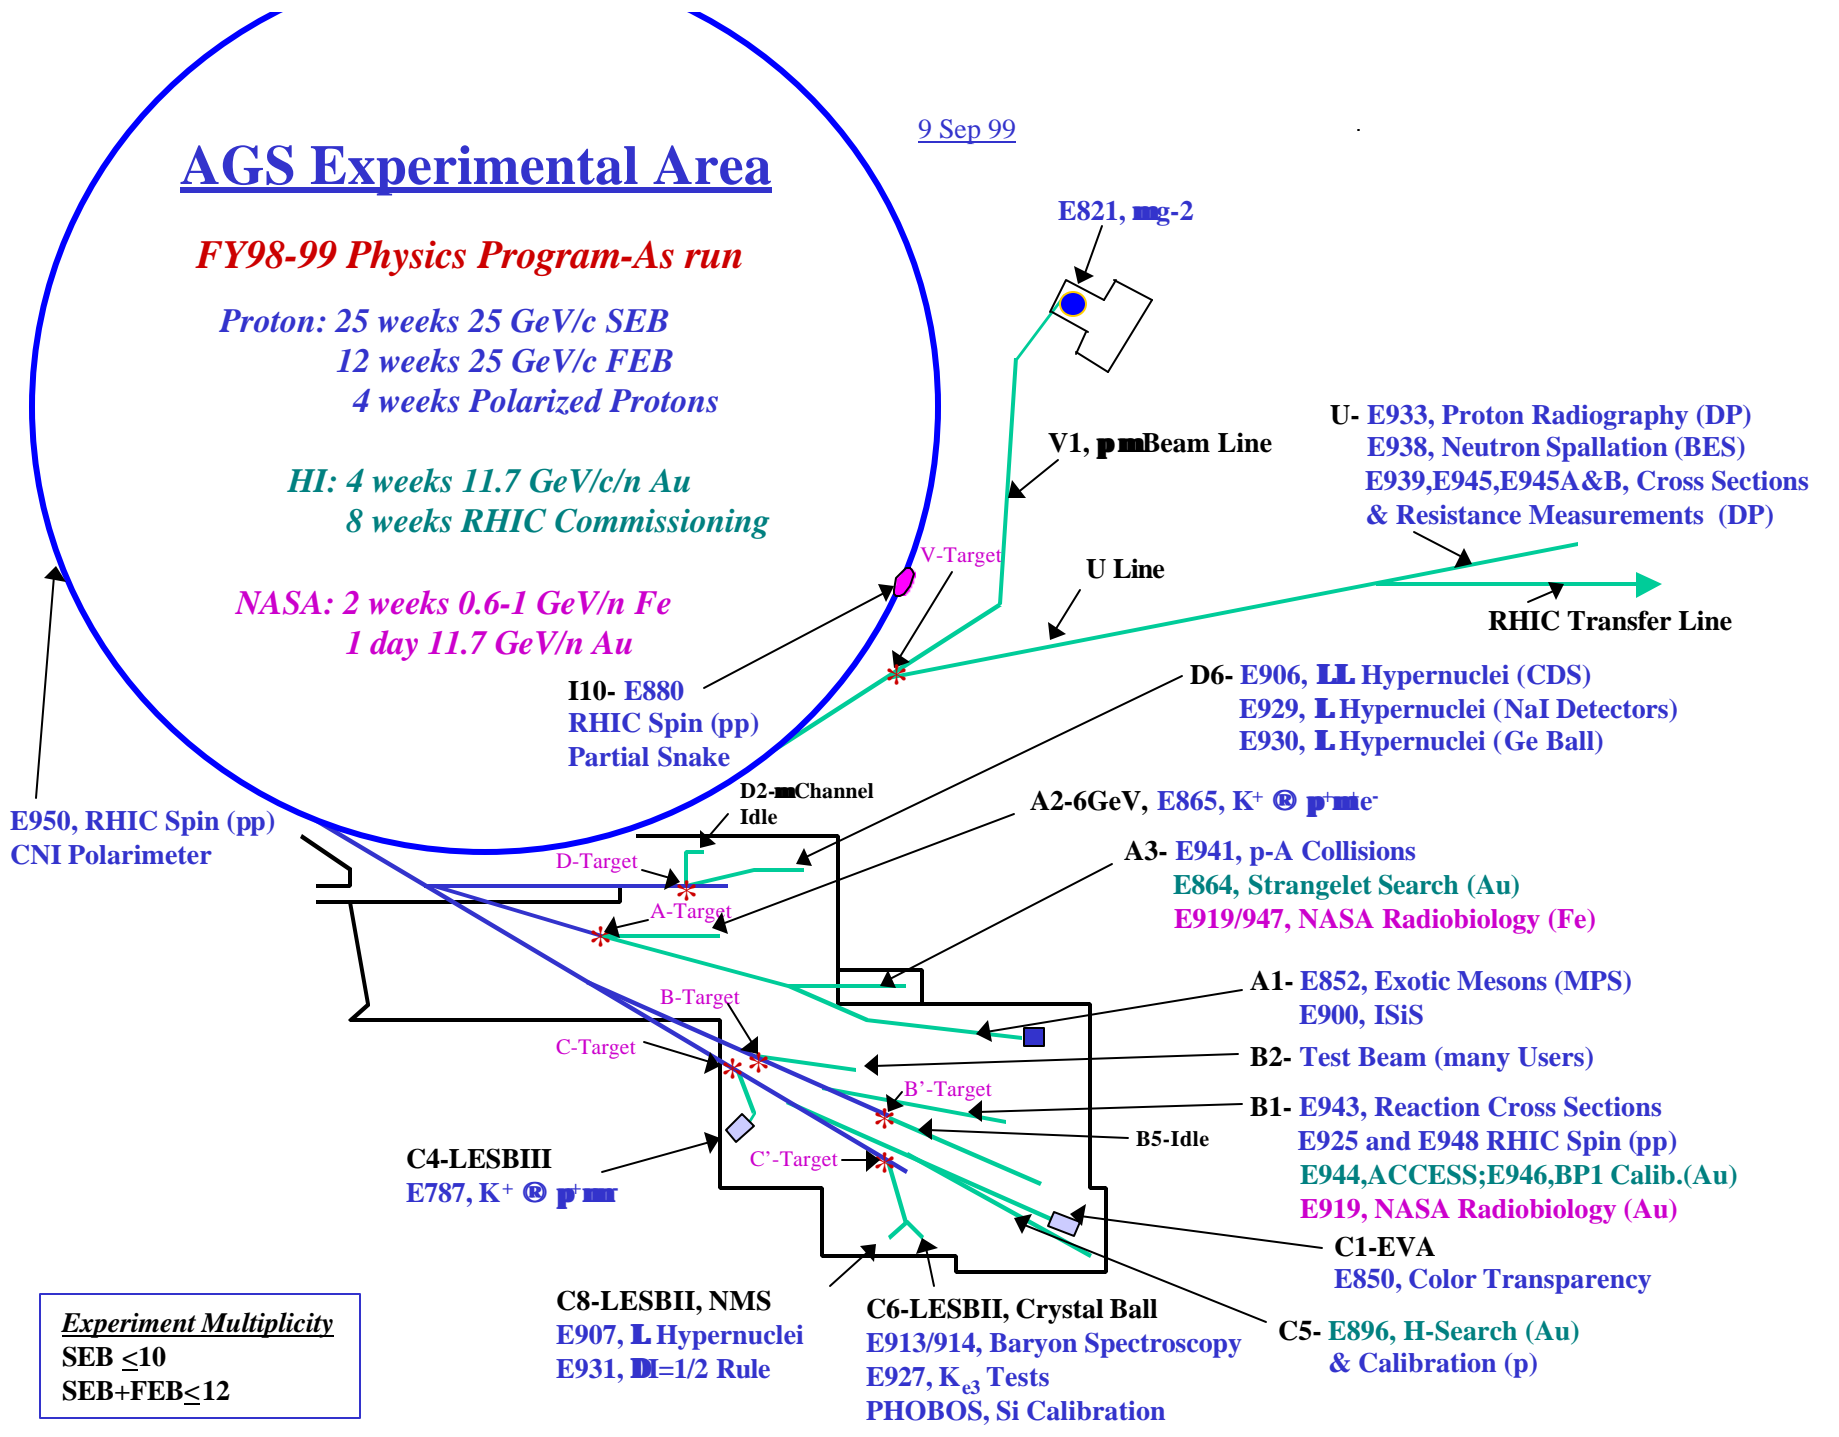 9 Sep 99
AGS Experimental Area
FY98-99 Physics Program-As run
Proton: 25 weeks 25 GeV/c SEB
12 weeks 25 GeV/c FEB
4 weeks Polarized Protons
HI: 4 weeks 11.7 GeV/c/n Au
8 weeks RHIC Commissioning
NASA: 2 weeks 0.6-1 GeV/n Fe
1 day 11.7 GeV/n Au
E821, g-2
V1, Beam Line
U- E933, Proton Radiography (DP)
E938, Neutron Spallation (BES)
E939,E945,E945A&B, Cross Sections
& Resistance Measurements (DP)
V-Target
U Line
RHIC Transfer Line
I10- E880
RHIC Spin (pp)
Partial Snake
D6- E906, LL Hypernuclei (CDS)
E929, L Hypernuclei (NaI Detectors)
E930, L Hypernuclei (Ge Ball)
E950, RHIC Spin (pp)
CNI Polarimeter
D2-m Channel
Idle
A2-6GeV, E865, K+ ® p+m+e-
D-Target
A-Target
A3- E941, p-A Collisions
E864, Strangelet Search (Au)
E919/947, NASA Radiobiology (Fe)
B-Target
A1- E852, Exotic Mesons (MPS)
E900, ISiS
C-Target
B2- Test Beam (many Users)
B'-Target
B1- E943, Reaction Cross Sections
E925 and E948 RHIC Spin (pp)
E944,ACCESS;E946,BP1 Calib.(Au)
E919, NASA Radiobiology (Au)
B5-Idle
C'-Target
C4-LESBIII
E787, K+ ® p+
C1-EVA
E850, Color Transparency
C8-LESBII, NMS
E907, L Hypernuclei
E931, DI=1/2 Rule
C6-LESBII, Crystal Ball
E913/914, Baryon Spectroscopy
E927, Ke3 Tests
PHOBOS, Si Calibration
C5- E896, H-Search (Au)
& Calibration (p)
Experiment Multiplicity
SEB ≤10
SEB+FEB≤12